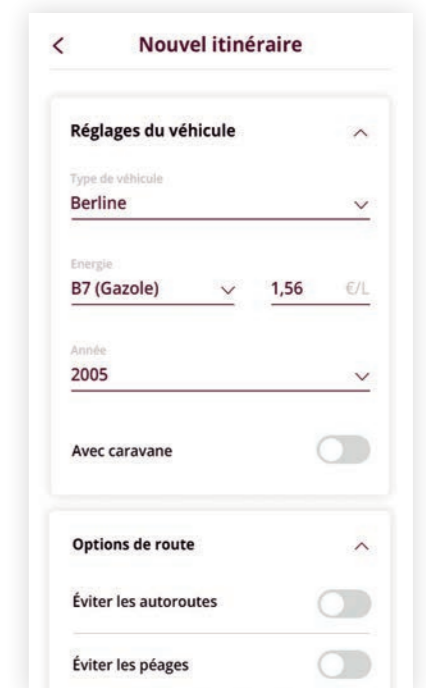 Nouvel itinéraire
Réglages du véhicule
Type de véhicule
Berline
Energie
B7 (Gazole) 1,56 €/L
Année
2005
Avec caravane
Options de route
Éviter les autoroutes
Éviter les péages